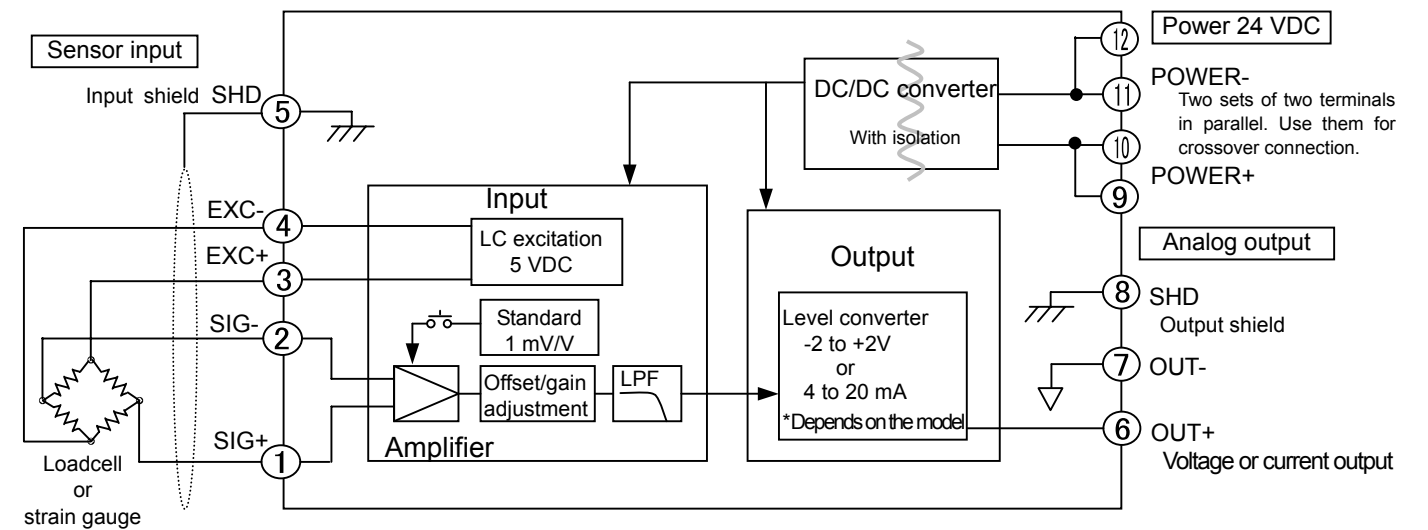 Sensor input
Input shield SHD
5
EXC-
4
EXC+
3
SIG-
2
SIG+
1
Loadcell
or
strain gauge
Input
LC excitation
5 VDC
Standard
1 mV/V
Offset/gain
adjustment
LPF
Amplifier
DC/DC converter
With isolation
Output
Level converter
-2 to +2V
or
4 to 20 mA
*Depends on the model
12
Power 24 VDC
11
POWER-
Two sets of two terminals
in parallel. Use them for
crossover connection.
10
POWER+
9
Analog output
8
SHD
Output shield
7
OUT-
6
OUT+
Voltage or current output